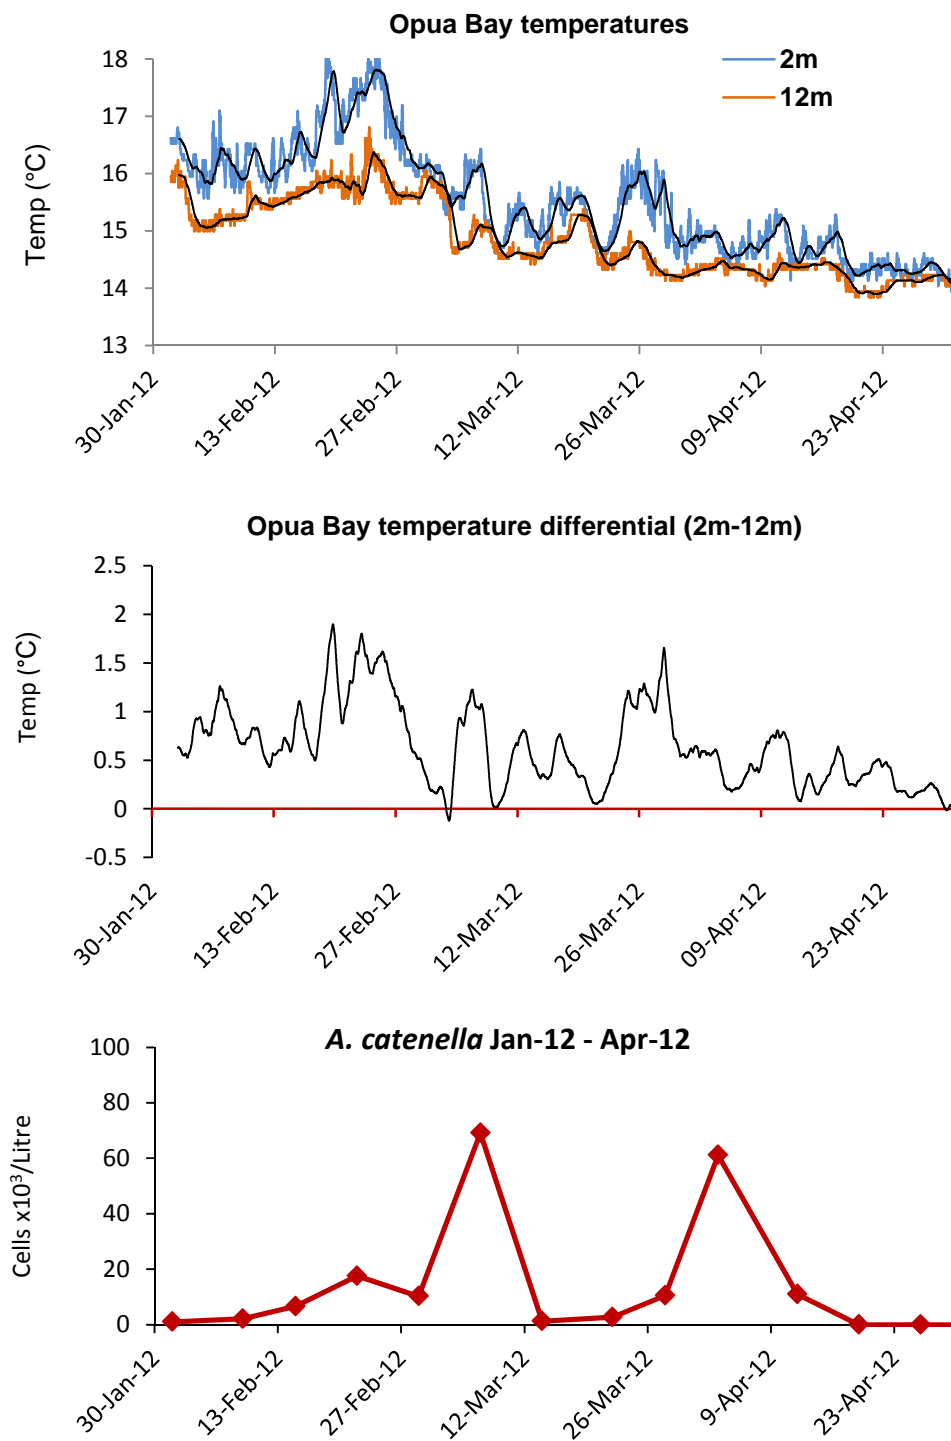 Opua Bay temperatures
2m
12m
Temp (°C)
18
17
16
15
14
13
30-Jan-12
13-Feb-12
27-Feb-12
12-Mar-12
26-Mar-12
09-Apr-12
23-Apr-12
Opua Bay temperature differential (2m-12m)
Temp (°C)
2.5
2
1.5
1
0.5
0
-0.5
30-Jan-12
13-Feb-12
27-Feb-12
12-Mar-12
26-Mar-12
09-Apr-12
23-Apr-12
A. catenella Jan-12 - Apr-12
Cells x10³/Litre
100
80
60
40
20
0
30-Jan-12
13-Feb-12
27-Feb-12
12-Mar-12
26-Mar-12
9-Apr-12
23-Apr-12